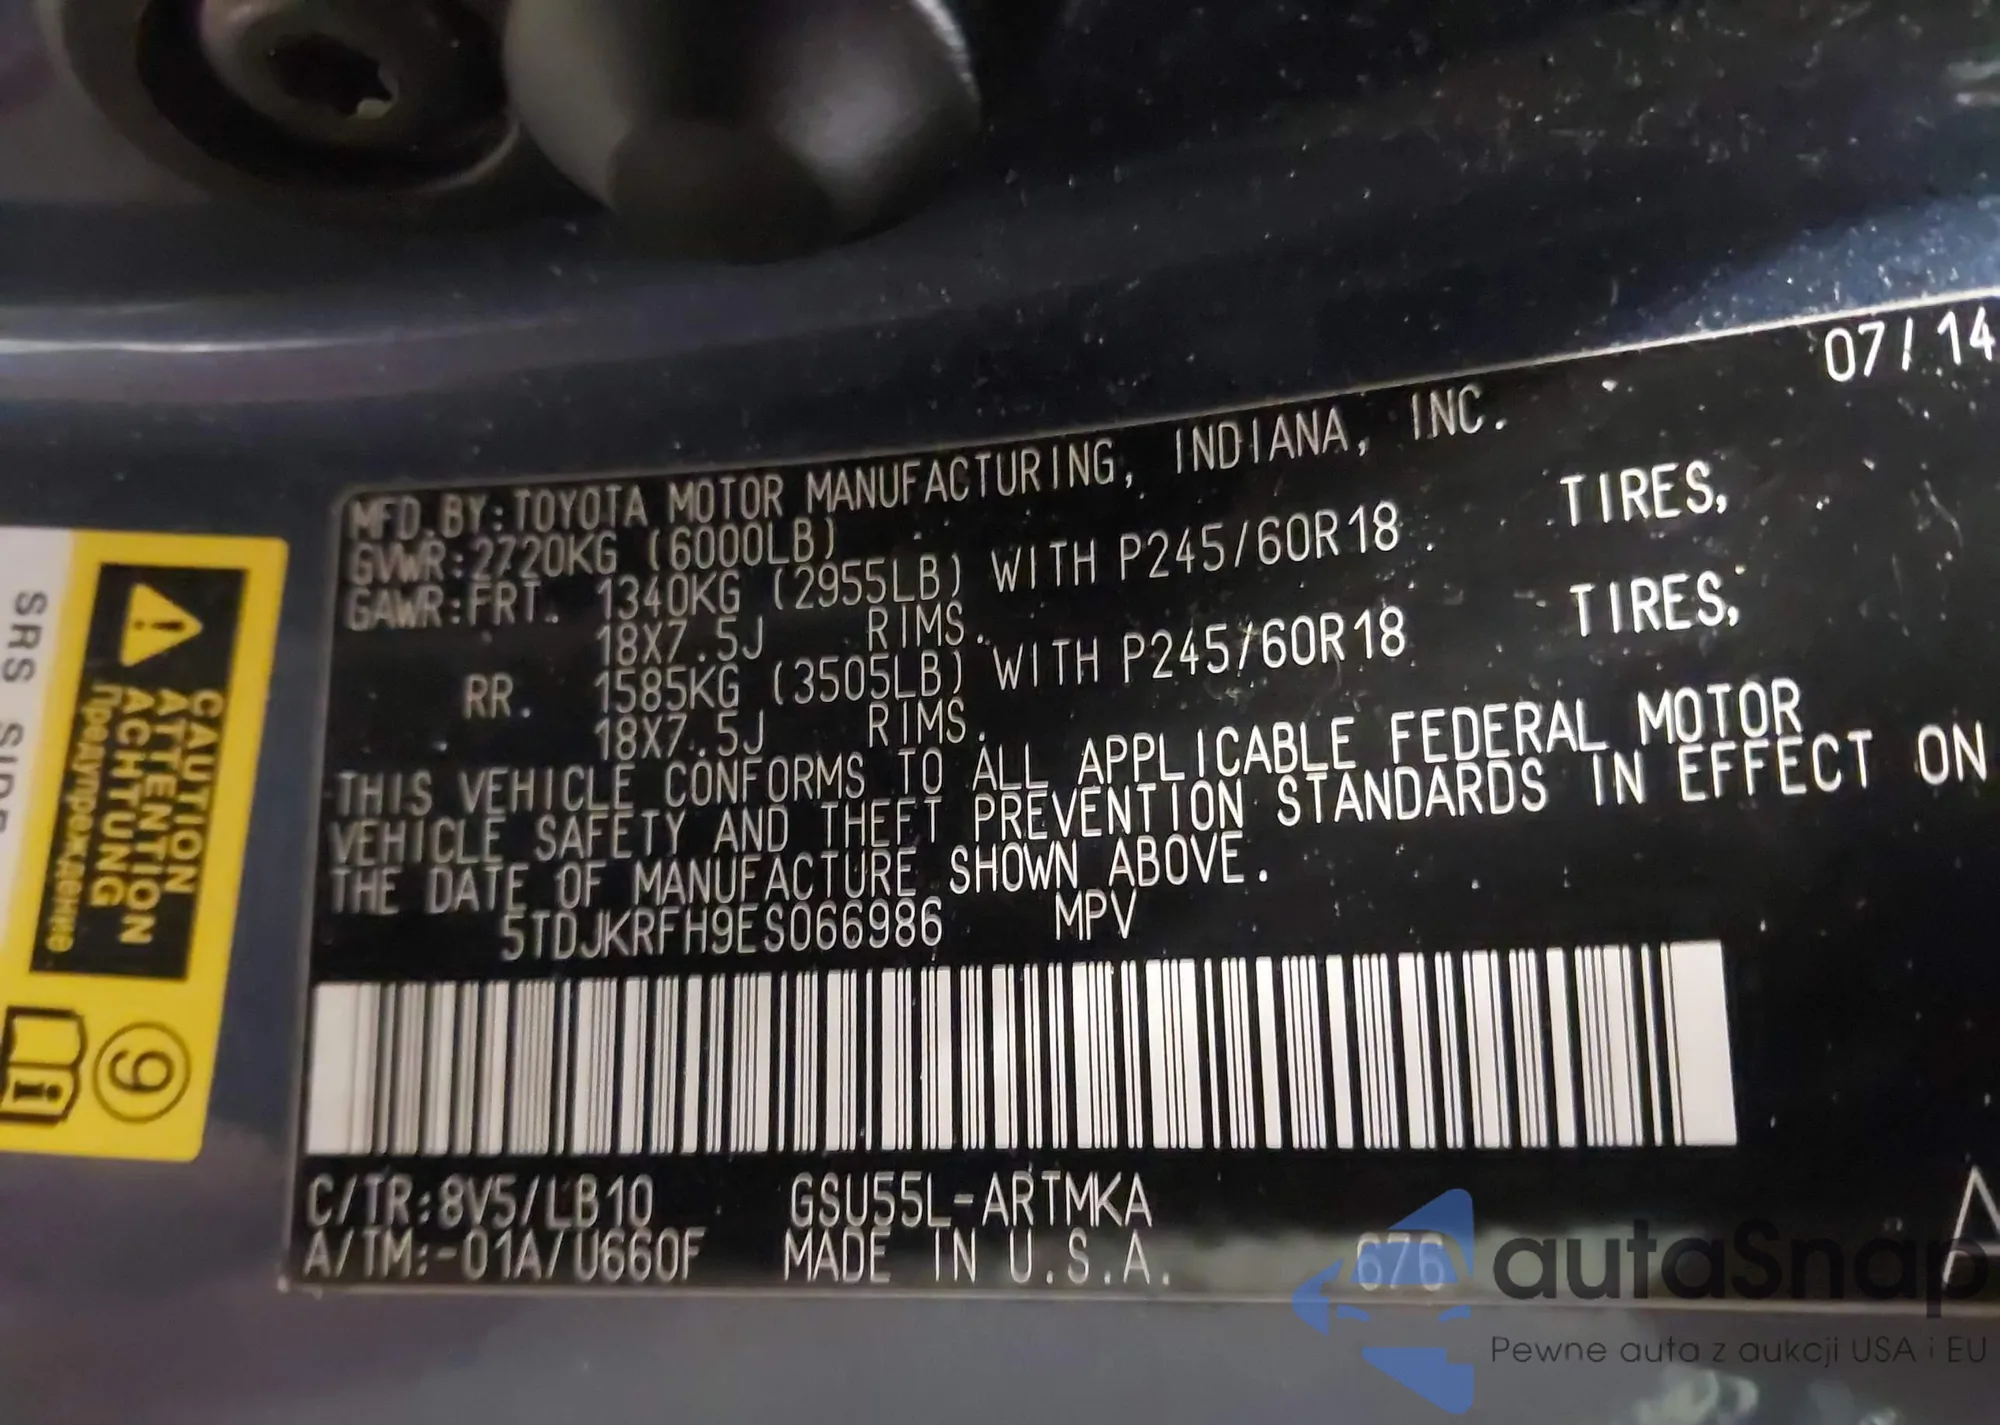 07/14
MFD.BY:TOYOTA MOTOR MANUFACTURING, INDIANA, INC.
GVWR:2720KG (6000LB)
GAWR:FRT. 1340KG (2955LB) WITH P245/60R18 TIRES,
18X7.5J RIMS.
RR. 1585KG (3505LB) WITH P245/60R18 TIRES,
18X7.5J RIMS.
THIS VEHICLE CONFORMS TO ALL APPLICABLE FEDERAL MOTOR
VEHICLE SAFETY AND THEFT PREVENTION STANDARDS IN EFFECT ON
THE DATE OF MANUFACTURE SHOWN ABOVE.
5TDJKRFH9ES066986 MPV
C/TR:8V5/LB10 GSU55L-ARTMKA
A/TM:-01A/U660F MADE IN U.S.A. 676
SRS SIDE
CAUTION
ATTENTION
ACHTUNG
Предупреждение
9
autaSnap
Pewne auta z aukcji USA i EU